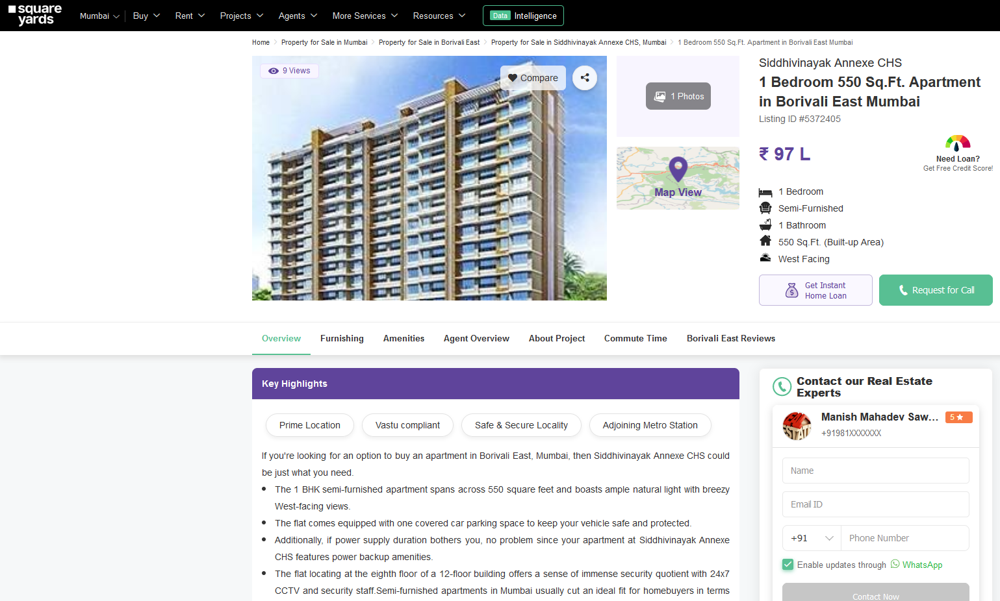 square yards
Mumbai
Buy
Rent
Projects
Agents
More Services
Resources
Data Intelligence
Home
Property for Sale in Mumbai
Property for Sale in Borivali East
Property for Sale in Siddhivinayak Annexe CHS, Mumbai
1 Bedroom 550 Sq.Ft. Apartment in Borivali East Mumbai
9 Views
Compare
1 Photos
Map View
Siddhivinayak Annexe CHS
1 Bedroom 550 Sq.Ft. Apartment
in Borivali East Mumbai
Listing ID #5372405
₹ 97 L
Need Loan?
Get Free Credit Score!
1 Bedroom
Semi-Furnished
1 Bathroom
550 Sq.Ft. (Built-up Area)
West Facing
Get Instant
Home Loan
Request for Call
Overview
Furnishing
Amenities
Agent Overview
About Project
Commute Time
Borivali East Reviews
Key Highlights
Prime Location
Vastu compliant
Safe & Secure Locality
Adjoining Metro Station
If you're looking for an option to buy an apartment in Borivali East, Mumbai, then Siddhivinayak Annexe CHS could
be just what you need.
• The 1 BHK semi-furnished apartment spans across 550 square feet and boasts ample natural light with breezy
West-facing views.
• The flat comes equipped with one covered car parking space to keep your vehicle safe and protected.
• Additionally, if power supply duration bothers you, no problem since your apartment at Siddhivinayak Annexe
CHS features power backup amenities.
• The flat locating at the eighth floor of a 12-floor building offers a sense of immense security quotient with 24x7
CCTV and security staff.Semi-furnished apartments in Mumbai usually cut an ideal fit for homebuyers in terms
Contact our Real Estate
Experts
Manish Mahadev Saw...
5
+91981XXXXXXX
Name
Email ID
+91
Phone Number
Enable updates through WhatsApp
Contact Now